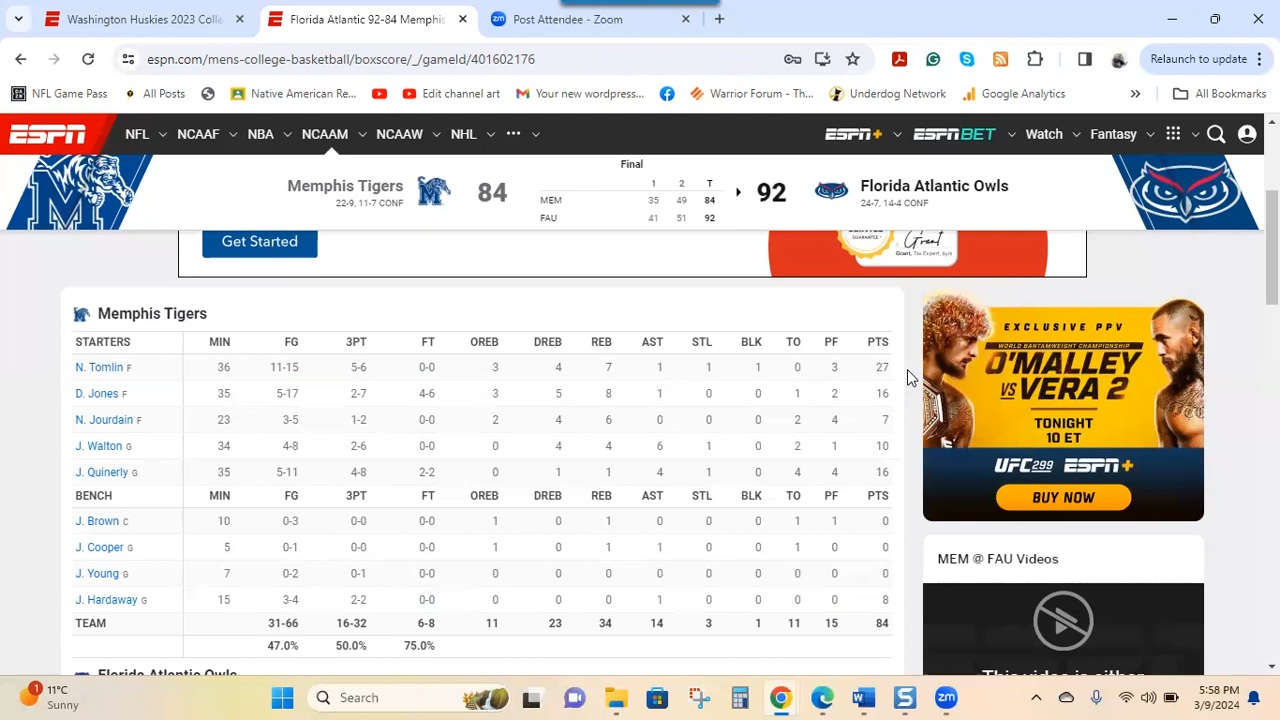 Washington Huskies 2023 Colle
Florida Atlantic 92-84 Memphis
Post Attendee - Zoom
espn.com/mens-college-basketball/boxscore/_/gameId/401602176
Relaunch to update
NFL Game Pass
All Posts
Native American Re...
Edit channel art
Your new wordpress...
Warrior Forum - Th...
Underdog Network
Google Analytics
All Bookmarks
ESPN NFL NCAAF NBA NCAAM NCAAW NHL ESPN+ ESPN BET Watch Fantasy
Final
1 2 T
Memphis Tigers 84 MEM 35 49 84 92 Florida Atlantic Owls
22-9, 11-7 CONF FAU 41 51 92 24-7, 14-4 CONF
Get Started
Grant
Grant, Tax Expert, 6yrs
Memphis Tigers
STARTERS MIN FG 3PT FT OREB DREB REB AST STL BLK TO PF PTS
N. Tomlin F 36 11-15 5-6 0-0 3 4 7 1 1 1 0 3 27
D. Jones F 35 5-17 2-7 4-6 3 5 8 1 0 0 1 2 16
N. Jourdain F 23 3-5 1-2 0-0 2 4 6 0 0 0 2 4 7
J. Walton G 34 4-8 2-6 0-0 0 4 4 6 1 0 2 1 10
J. Quinerly G 35 5-11 4-8 2-2 0 1 1 4 1 0 4 4 16
BENCH MIN FG 3PT FT OREB DREB REB AST STL BLK TO PF PTS
J. Brown C 10 0-3 0-0 0-0 1 0 1 0 0 0 1 1 0
J. Cooper G 5 0-1 0-0 0-0 1 0 1 1 0 0 1 0 0
J. Young G 7 0-2 0-1 0-0 0 0 0 0 0 0 0 0 0
J. Hardaway G 15 3-4 2-2 0-0 0 0 0 1 0 0 0 0 8
TEAM 31-66 16-32 6-8 11 23 34 14 3 1 11 15 84
47.0% 50.0% 75.0%
Florida Atlantic Owls
EXCLUSIVE PPV
WORLD BANTAMWEIGHT CHAMPIONSHIP
O'MALLEY
VS VERA 2
TONIGHT
10 ET
UFC 299 ESPN+
BUY NOW
MEM @ FAU Videos
This video is either
1
11°C
Sunny
Search
5:58 PM
3/9/2024